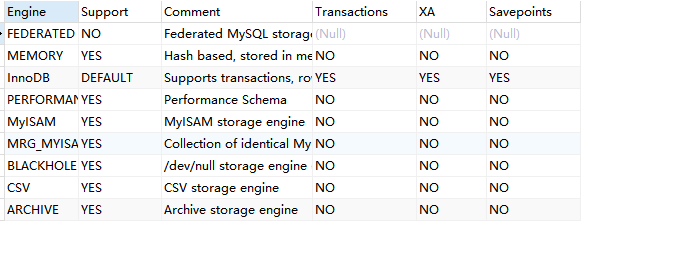 Engine Support Comment Transactions XA Savepoints
FEDERATED NO Federated MySQL storag (Null) (Null) (Null)
MEMORY YES Hash based, stored in me NO NO NO
InnoDB DEFAULT Supports transactions, ro YES YES YES
PERFORMAN YES Performance Schema NO NO NO
MyISAM YES MyISAM storage engine NO NO NO
MRG_MYISA YES Collection of identical My NO NO NO
BLACKHOLE YES /dev/null storage engine NO NO NO
CSV YES CSV storage engine NO NO NO
ARCHIVE YES Archive storage engine NO NO NO